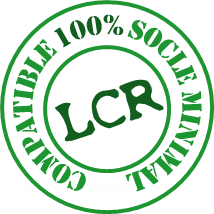 COMPATIBLE 100% SOCLE MINIMAL
LCR